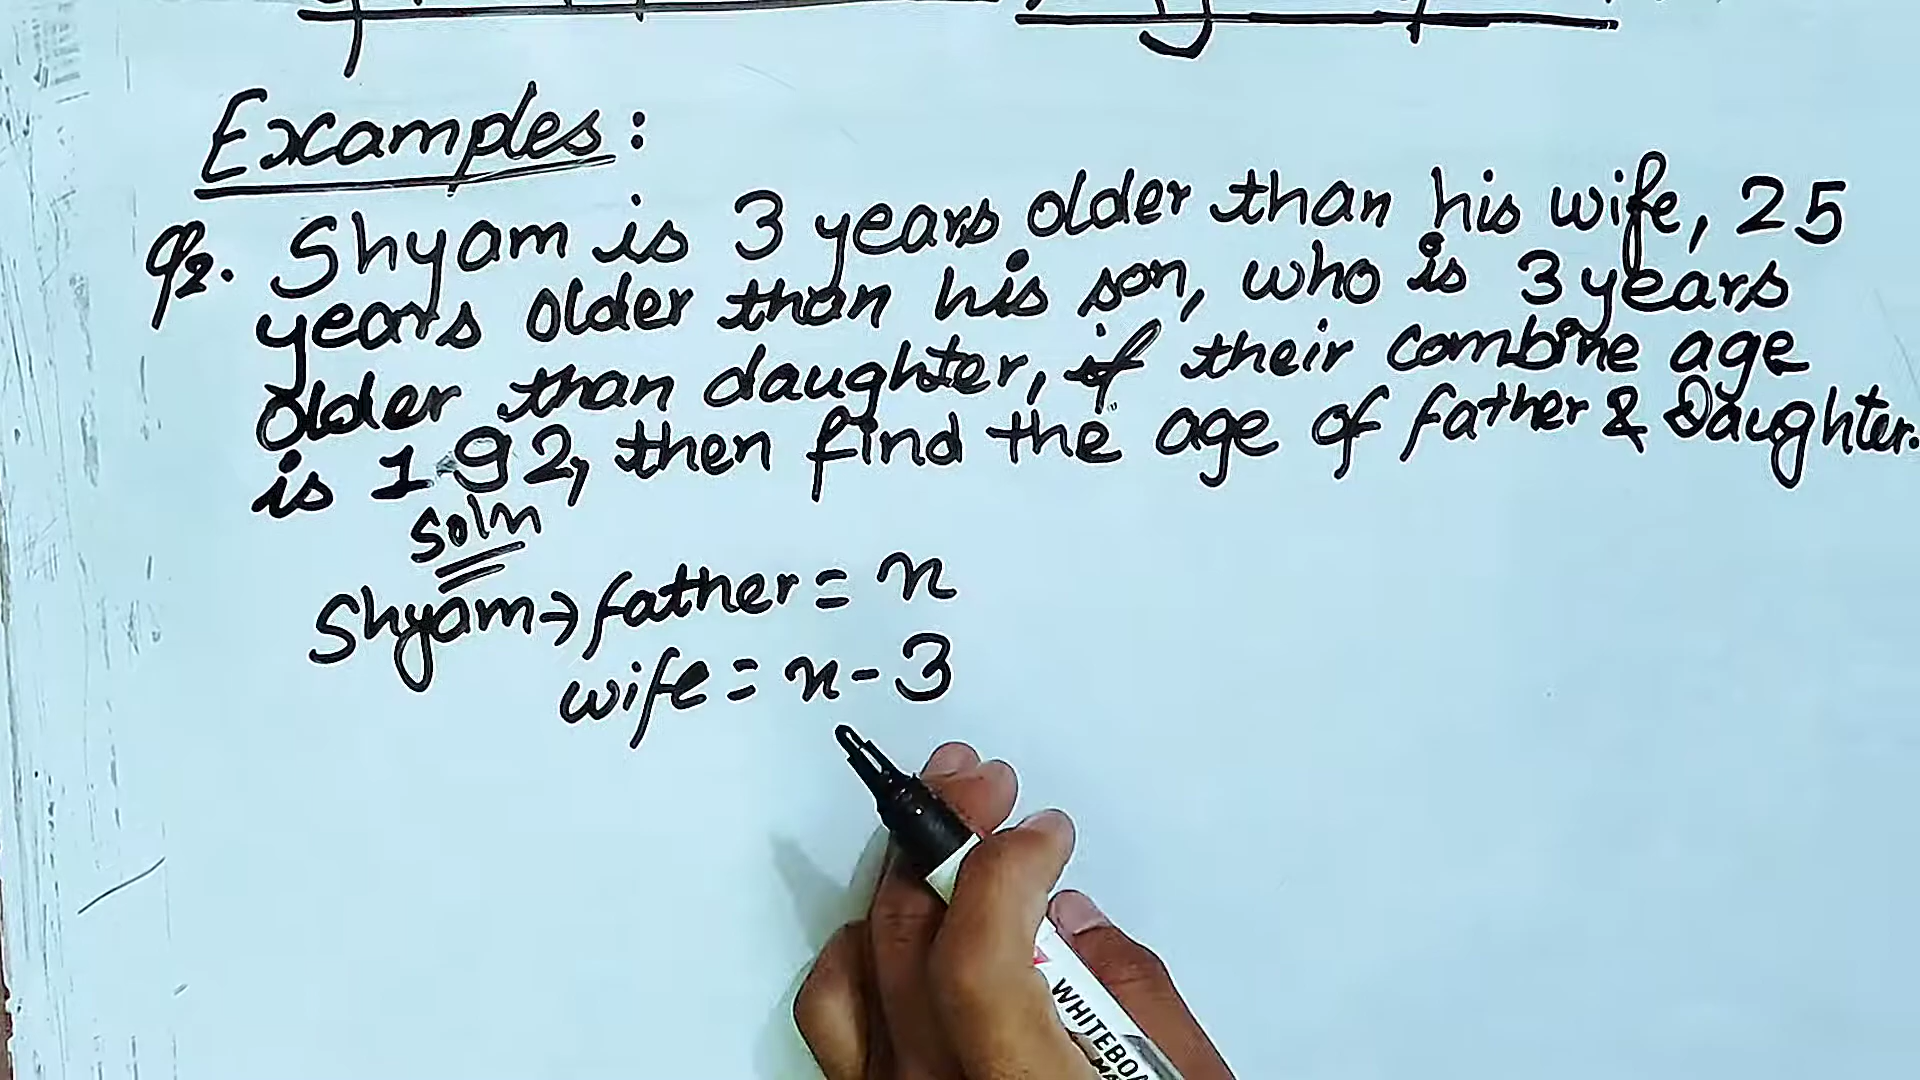 Examples:
Q2. Shyam is 3 years older than his wife, 25
years older than his son, who is 3 years
older than daughter, if their combine age
is 192, then find the age of father & Daughter.
Soln
Shyam → father = x
wife = x - 3
WHITEBOA